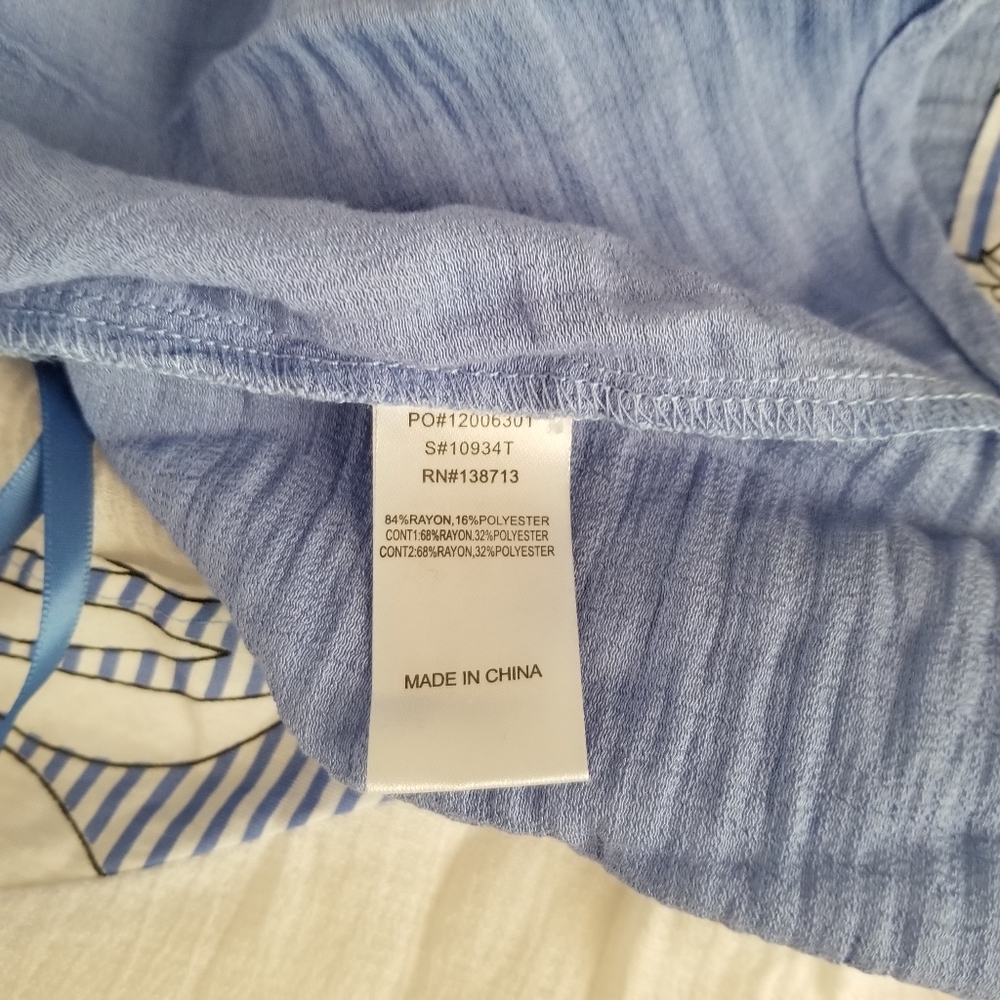 PO#12006301
S#10934T
RN#138713
84%RAYON,16%POLYESTER
CONT1:68%RAYON,32%POLYESTER
CONT2:68%RAYON,32%POLYESTER
MADE IN CHINA